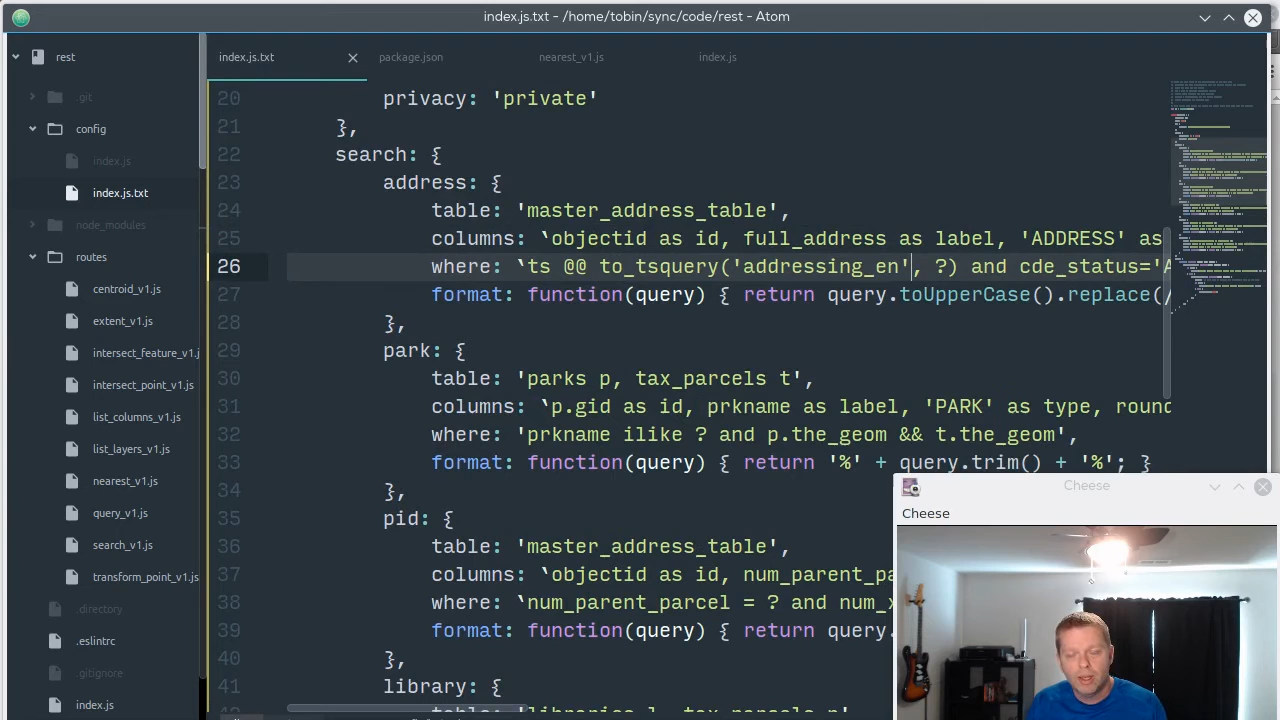 index.js.txt - /home/tobin/sync/code/rest - Atom
rest
.git
config
index.js
index.js.txt
node_modules
routes
centroid_v1.js
extent_v1.js
intersect_feature_v1.j
intersect_point_v1.js
list_columns_v1.js
list_layers_v1.js
nearest_v1.js
query_v1.js
search_v1.js
transform_point_v1.js
.directory
.eslintrc
.gitignore
index.js
index.js.txt package.json nearest_v1.js index.js
20 privacy: 'private'
21 },
22 search: {
23 address: {
24 table: 'master_address_table',
25 columns: `objectid as id, full_address as label, 'ADDRESS' as
26 where: `ts @@ to_tsquery('addressing_en', ?) and cde_status='A
27 format: function(query) { return query.toUpperCase().replace(/
28 },
29 park: {
30 table: 'parks p, tax_parcels t',
31 columns: `p.gid as id, prkname as label, 'PARK' as type, round
32 where: 'prkname ilike ? and p.the_geom && t.the_geom',
33 format: function(query) { return '%' + query.trim() + '%'; }
34 },
35 pid: {
36 table: 'master_address_table',
37 columns: `objectid as id, num_parent_pa
38 where: `num_parent_parcel = ? and num_x
39 format: function(query) { return query.
40 },
41 library: {
Cheese
Cheese